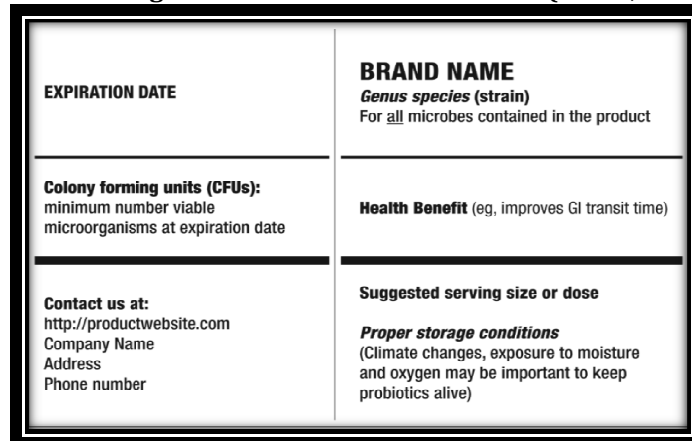 EXPIRATION DATE
BRAND NAME
Genus species (strain)
For all microbes contained in the product
Colony forming units (CFUs):
minimum number viable
microorganisms at expiration date
Health Benefit (eg, improves GI transit time)
Contact us at:
http://productwebsite.com
Company Name
Address
Phone number
Suggested serving size or dose
Proper storage conditions
(Climate changes, exposure to moisture
and oxygen may be important to keep
probiotics alive)